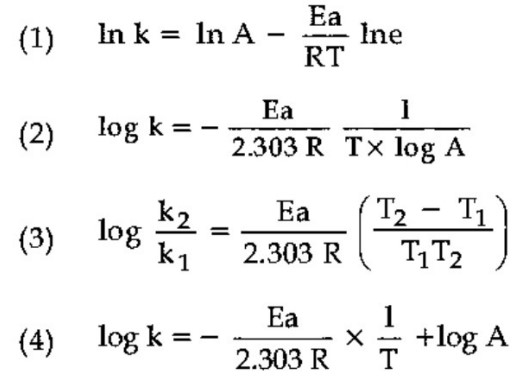 (1) ln k = ln A − Ea/RT lne
(2) log k = − Ea/2.303 R 1/T× log A
(3) log k₂/k₁ = Ea/2.303 R (T₂ − T₁/T₁T₂)
(4) log k = − Ea/2.303 R × 1/T +log A